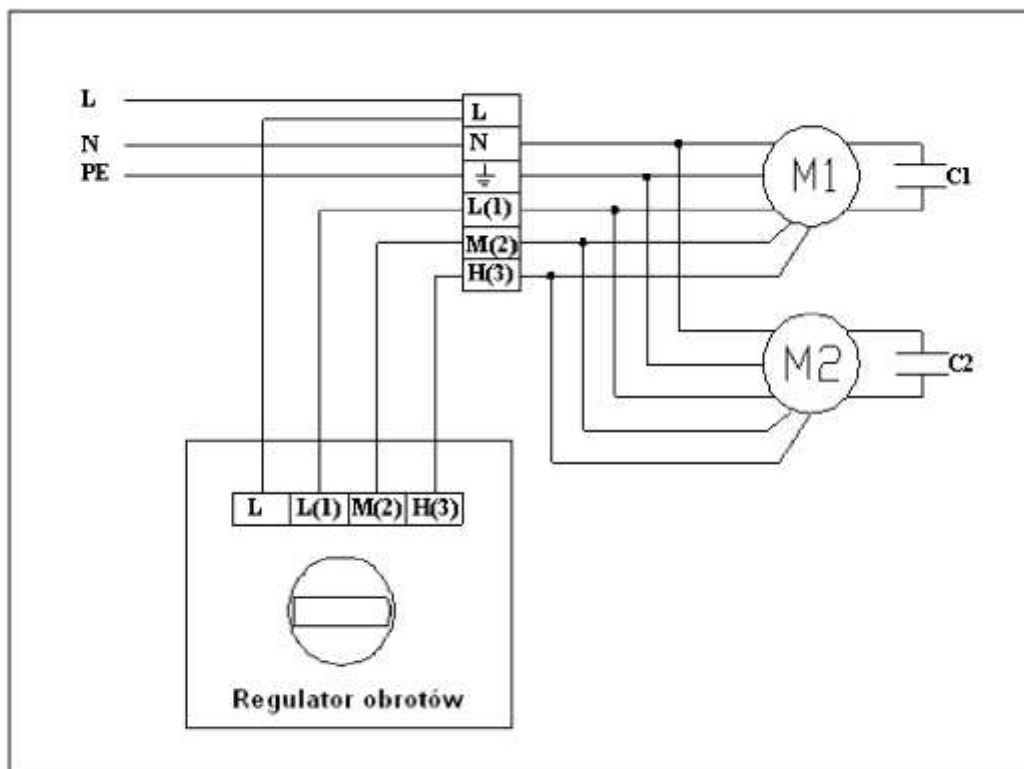 L
L
N
N
PE
L(1)
M(2)
H(3)
M1
C1
M2
C2
L L(1) M(2) H(3)
Regulator obrotów